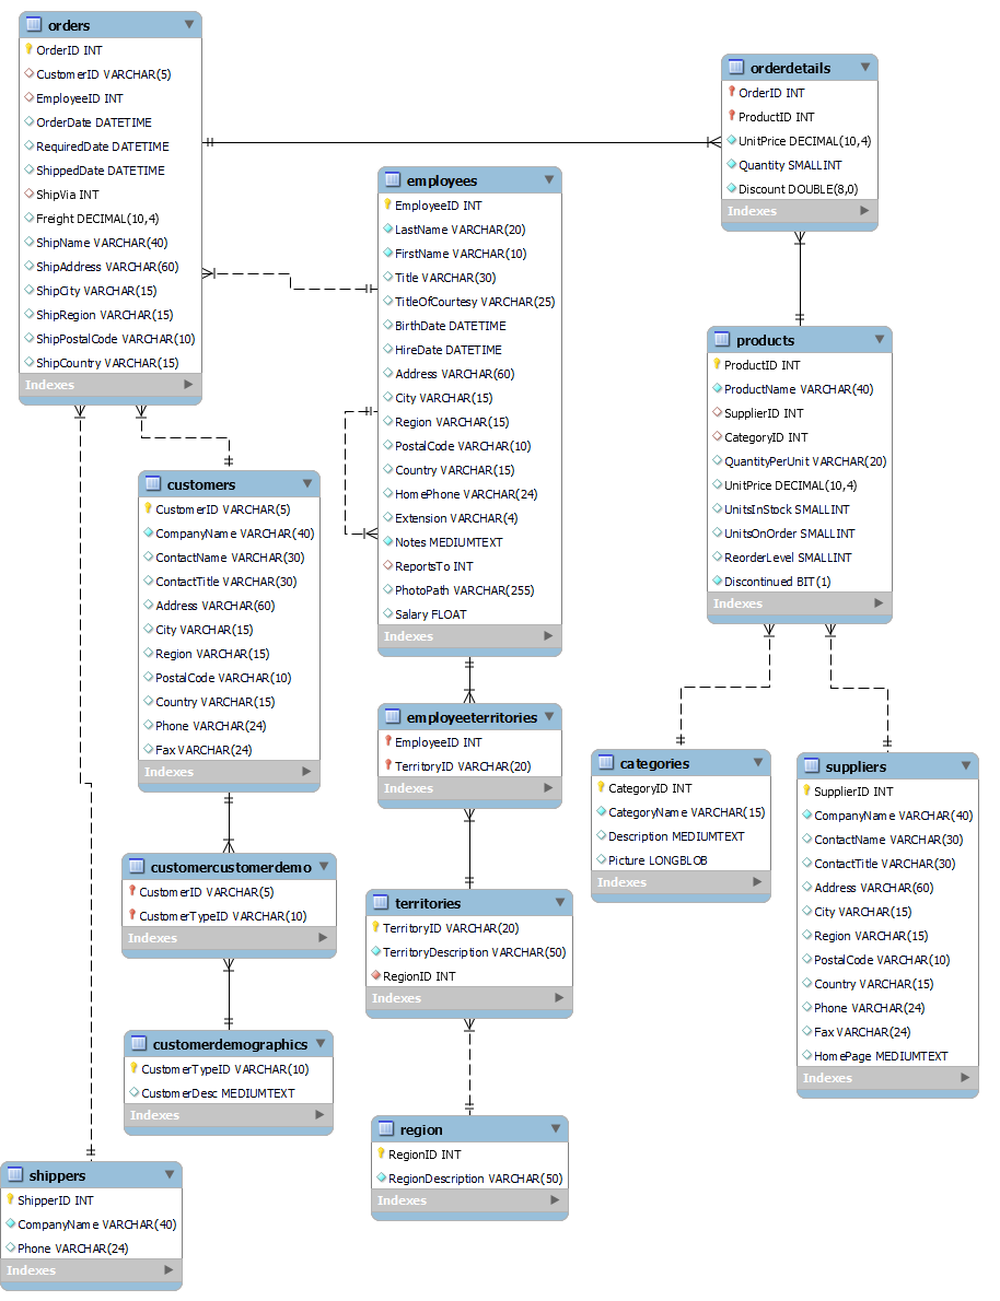 orders
OrderID INT
CustomerID VARCHAR(5)
EmployeeID INT
OrderDate DATETIME
RequiredDate DATETIME
ShippedDate DATETIME
ShipVia INT
Freight DECIMAL(10,4)
ShipName VARCHAR(40)
ShipAddress VARCHAR(60)
ShipCity VARCHAR(15)
ShipRegion VARCHAR(15)
ShipPostalCode VARCHAR(10)
ShipCountry VARCHAR(15)
Indexes
orderdetails
OrderID INT
ProductID INT
UnitPrice DECIMAL(10,4)
Quantity SMALLINT
Discount DOUBLE(8,0)
Indexes
employees
EmployeeID INT
LastName VARCHAR(20)
FirstName VARCHAR(10)
Title VARCHAR(30)
TitleOfCourtesy VARCHAR(25)
BirthDate DATETIME
HireDate DATETIME
Address VARCHAR(60)
City VARCHAR(15)
Region VARCHAR(15)
PostalCode VARCHAR(10)
Country VARCHAR(15)
HomePhone VARCHAR(24)
Extension VARCHAR(4)
Notes MEDIUMTEXT
ReportsTo INT
PhotoPath VARCHAR(255)
Salary FLOAT
Indexes
products
ProductID INT
ProductName VARCHAR(40)
SupplierID INT
CategoryID INT
QuantityPerUnit VARCHAR(20)
UnitPrice DECIMAL(10,4)
UnitsInStock SMALLINT
UnitsOnOrder SMALLINT
ReorderLevel SMALLINT
Discontinued BIT(1)
Indexes
customers
CustomerID VARCHAR(5)
CompanyName VARCHAR(40)
ContactName VARCHAR(30)
ContactTitle VARCHAR(30)
Address VARCHAR(60)
City VARCHAR(15)
Region VARCHAR(15)
PostalCode VARCHAR(10)
Country VARCHAR(15)
Phone VARCHAR(24)
Fax VARCHAR(24)
Indexes
employeeterritories
EmployeeID INT
TerritoryID VARCHAR(20)
Indexes
categories
CategoryID INT
CategoryName VARCHAR(15)
Description MEDIUMTEXT
Picture LONGBLOB
Indexes
suppliers
SupplierID INT
CompanyName VARCHAR(40)
ContactName VARCHAR(30)
ContactTitle VARCHAR(30)
Address VARCHAR(60)
City VARCHAR(15)
Region VARCHAR(15)
PostalCode VARCHAR(10)
Country VARCHAR(15)
Phone VARCHAR(24)
Fax VARCHAR(24)
HomePage MEDIUMTEXT
Indexes
customercustomerdemo
CustomerID VARCHAR(5)
CustomerTypeID VARCHAR(10)
Indexes
territories
TerritoryID VARCHAR(20)
TerritoryDescription VARCHAR(50)
RegionID INT
Indexes
customerdemographics
CustomerTypeID VARCHAR(10)
CustomerDesc MEDIUMTEXT
Indexes
region
RegionID INT
RegionDescription VARCHAR(50)
Indexes
shippers
ShipperID INT
CompanyName VARCHAR(40)
Phone VARCHAR(24)
Indexes